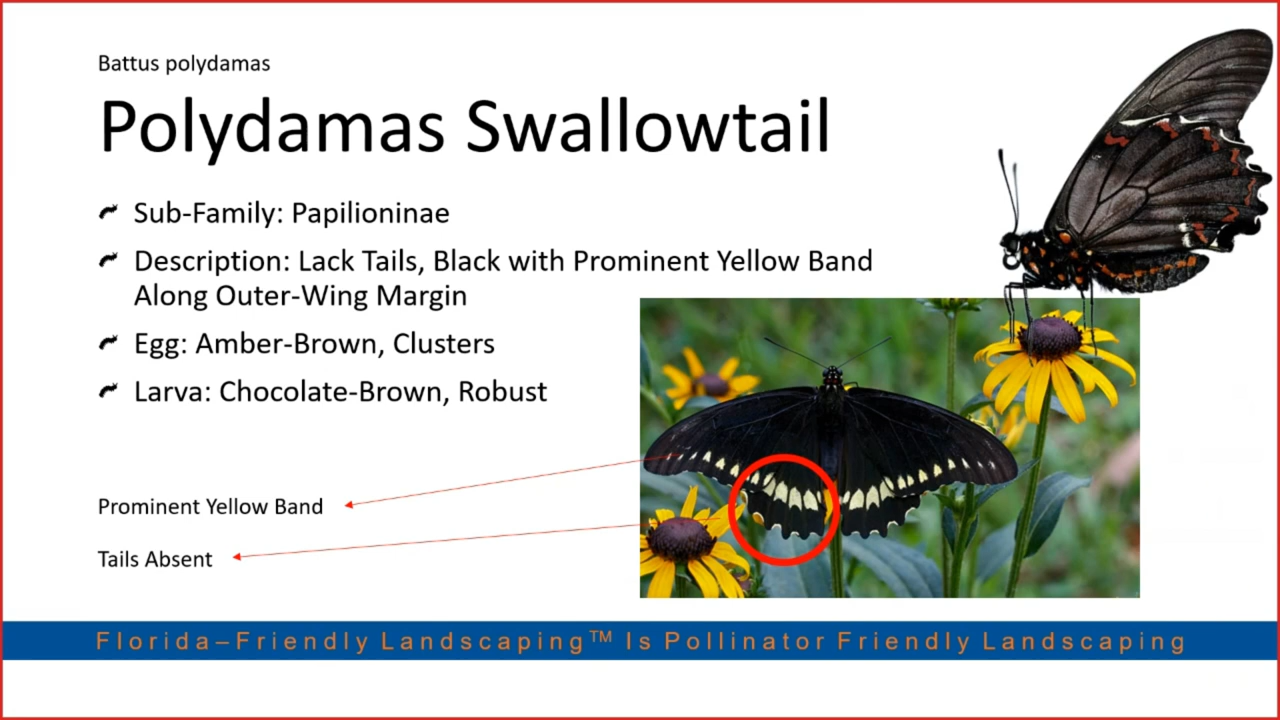 Battus polydamas
Polydamas Swallowtail
Sub-Family: Papilioninae
Description: Lack Tails, Black with Prominent Yellow Band
Along Outer-Wing Margin
Egg: Amber-Brown, Clusters
Larva: Chocolate-Brown, Robust
Prominent Yellow Band
Tails Absent
Florida–Friendly Landscaping™ Is Pollinator Friendly Landscaping